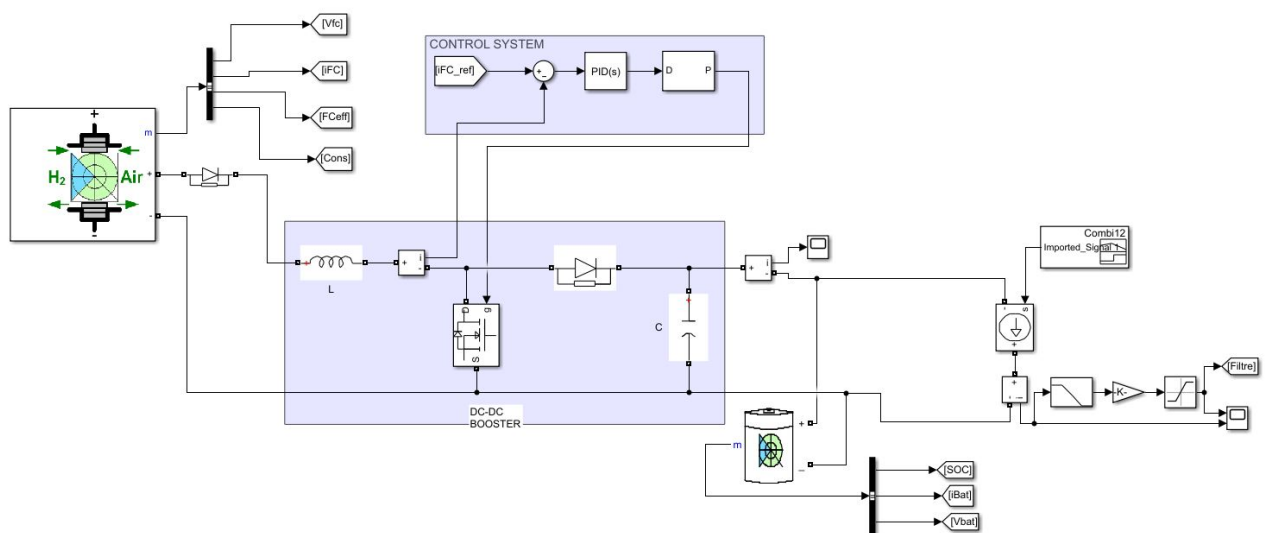 [Vfc]
CONTROL SYSTEM
[iFC]
[iFC_ref]
+
-
PID(s)
D
P
+
[FCeff]
m
[Cons]
H2
Air
+
-
-
Combi12
Imported_Signal 1
L
+
i
-
+
i
-
D
g
S
C
-
s
+
+
-
i
[Filtre]
-K-
DC-DC
BOOSTER
+
m
_
[SOC]
[iBat]
[Vbat]